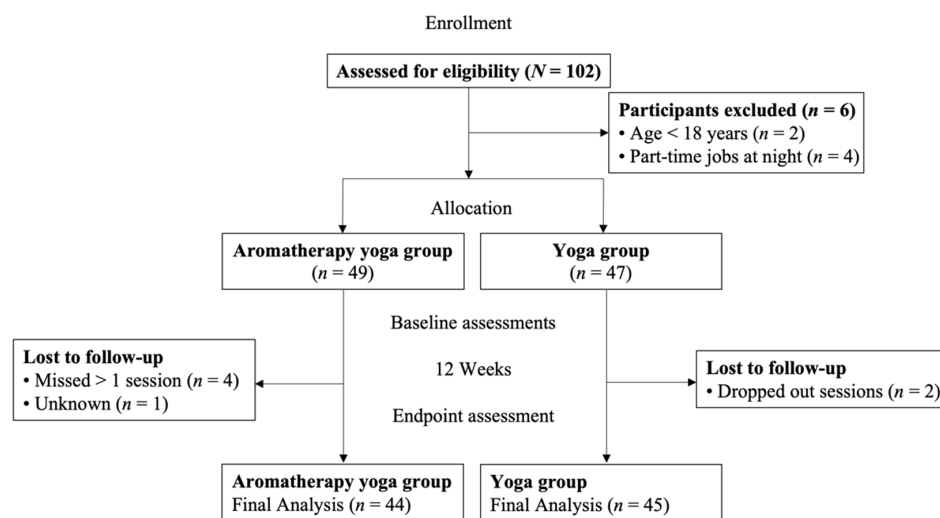 Enrollment
Assessed for eligibility (N = 102)
Participants excluded (n = 6)
• Age < 18 years (n = 2)
• Part-time jobs at night (n = 4)
Allocation
Aromatherapy yoga group
(n = 49)
Yoga group
(n = 47)
Baseline assessments
Lost to follow-up
• Missed > 1 session (n = 4)
• Unknown (n = 1)
12 Weeks
Lost to follow-up
• Dropped out sessions (n = 2)
Endpoint assessment
Aromatherapy yoga group
Final Analysis (n = 44)
Yoga group
Final Analysis (n = 45)